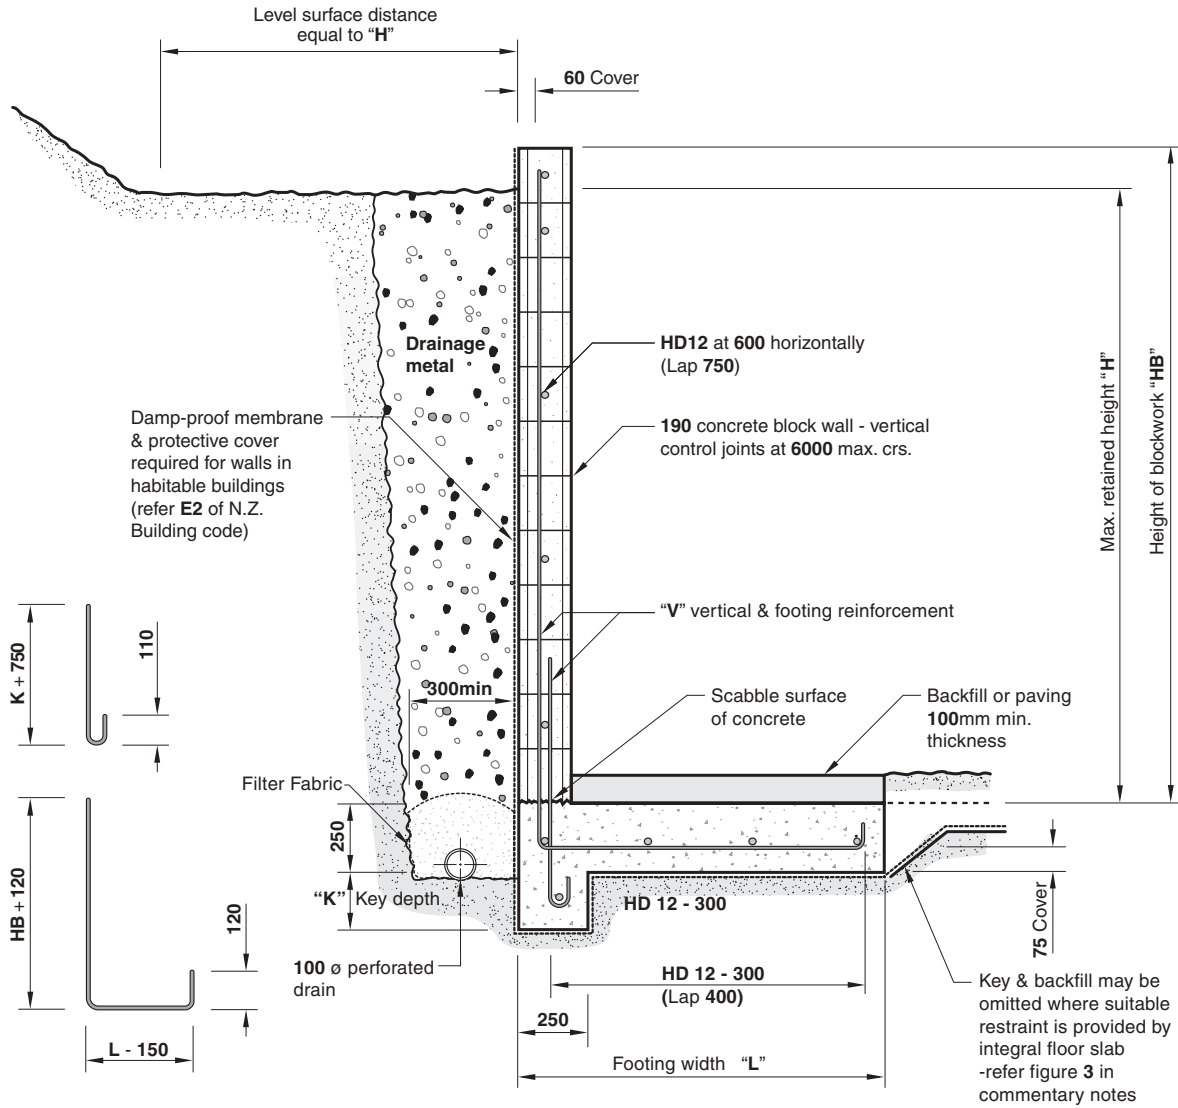 Level surface distance
equal to “H”
60 Cover
Drainage
metal
HD12 at 600 horizontally
(Lap 750)
Damp-proof membrane
& protective cover
required for walls in
habitable buildings
(refer E2 of N.Z.
Building code)
190 concrete block wall - vertical
control joints at 6000 max. crs.
Max. retained height “H”
Height of blockwork “HB”
“V” vertical & footing reinforcement
K + 750
110
300min
Scabble surface
of concrete
Backfill or paving
100mm min.
thickness
Filter Fabric
250
“K” Key depth
HD 12 - 300
75 Cover
HB + 120
120
L - 150
100 ø perforated
drain
HD 12 - 300
(Lap 400)
250
Footing width “L”
Key & backfill may be
omitted where suitable
restraint is provided by
integral floor slab
-refer figure 3 in
commentary notes